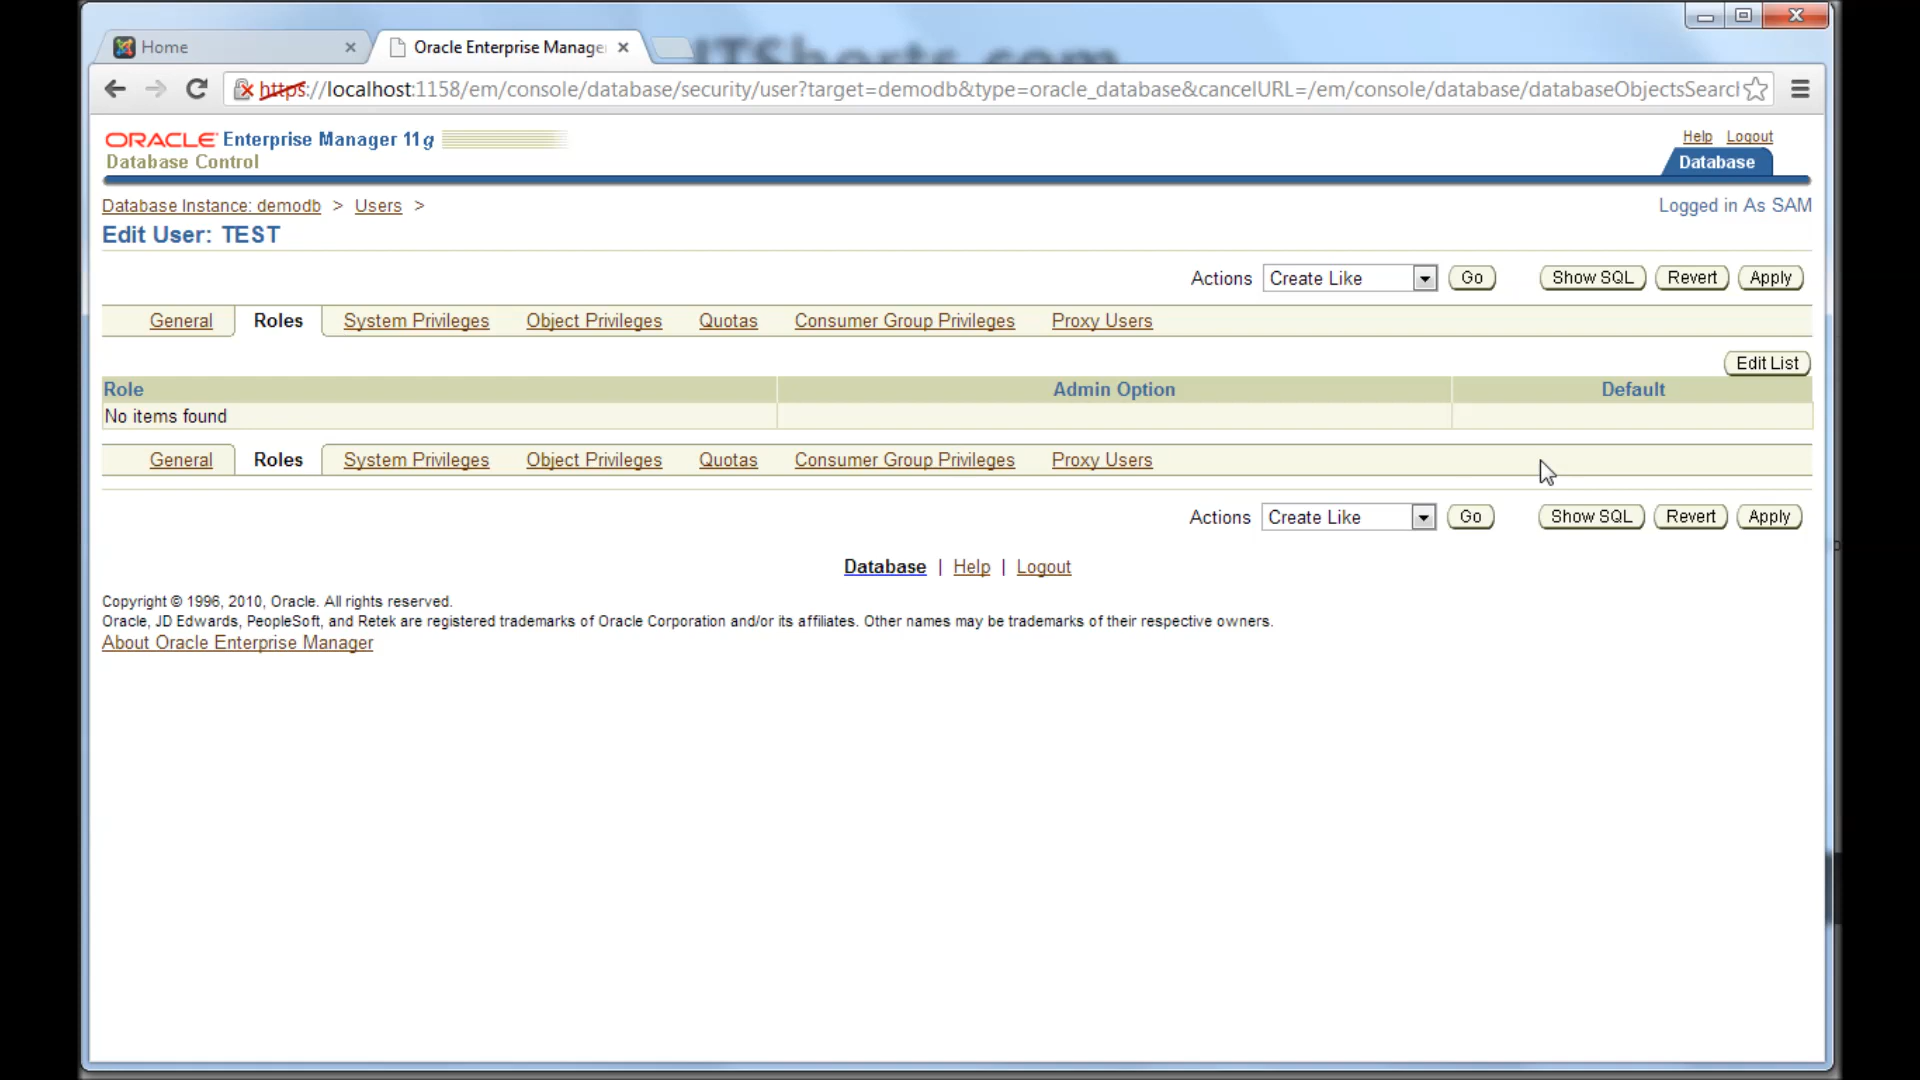 ITShorts.com
Home
Oracle Enterprise Manage
https://localhost:1158/em/console/database/security/user?target=demodb&type=oracle_database&cancelURL=/em/console/database/databaseObjectsSearch
ORACLE Enterprise Manager 11g
Database Control
Help Logout
Database
Database Instance: demodb > Users >
Logged in As SAM
Edit User: TEST
Actions Create Like Go Show SQL Revert Apply
General Roles System Privileges Object Privileges Quotas Consumer Group Privileges Proxy Users
Edit List
Role Admin Option Default
No items found
General Roles System Privileges Object Privileges Quotas Consumer Group Privileges Proxy Users
Actions Create Like Go Show SQL Revert Apply
Database | Help | Logout
Copyright © 1996, 2010, Oracle. All rights reserved.
Oracle, JD Edwards, PeopleSoft, and Retek are registered trademarks of Oracle Corporation and/or its affiliates. Other names may be trademarks of their respective owners.
About Oracle Enterprise Manager